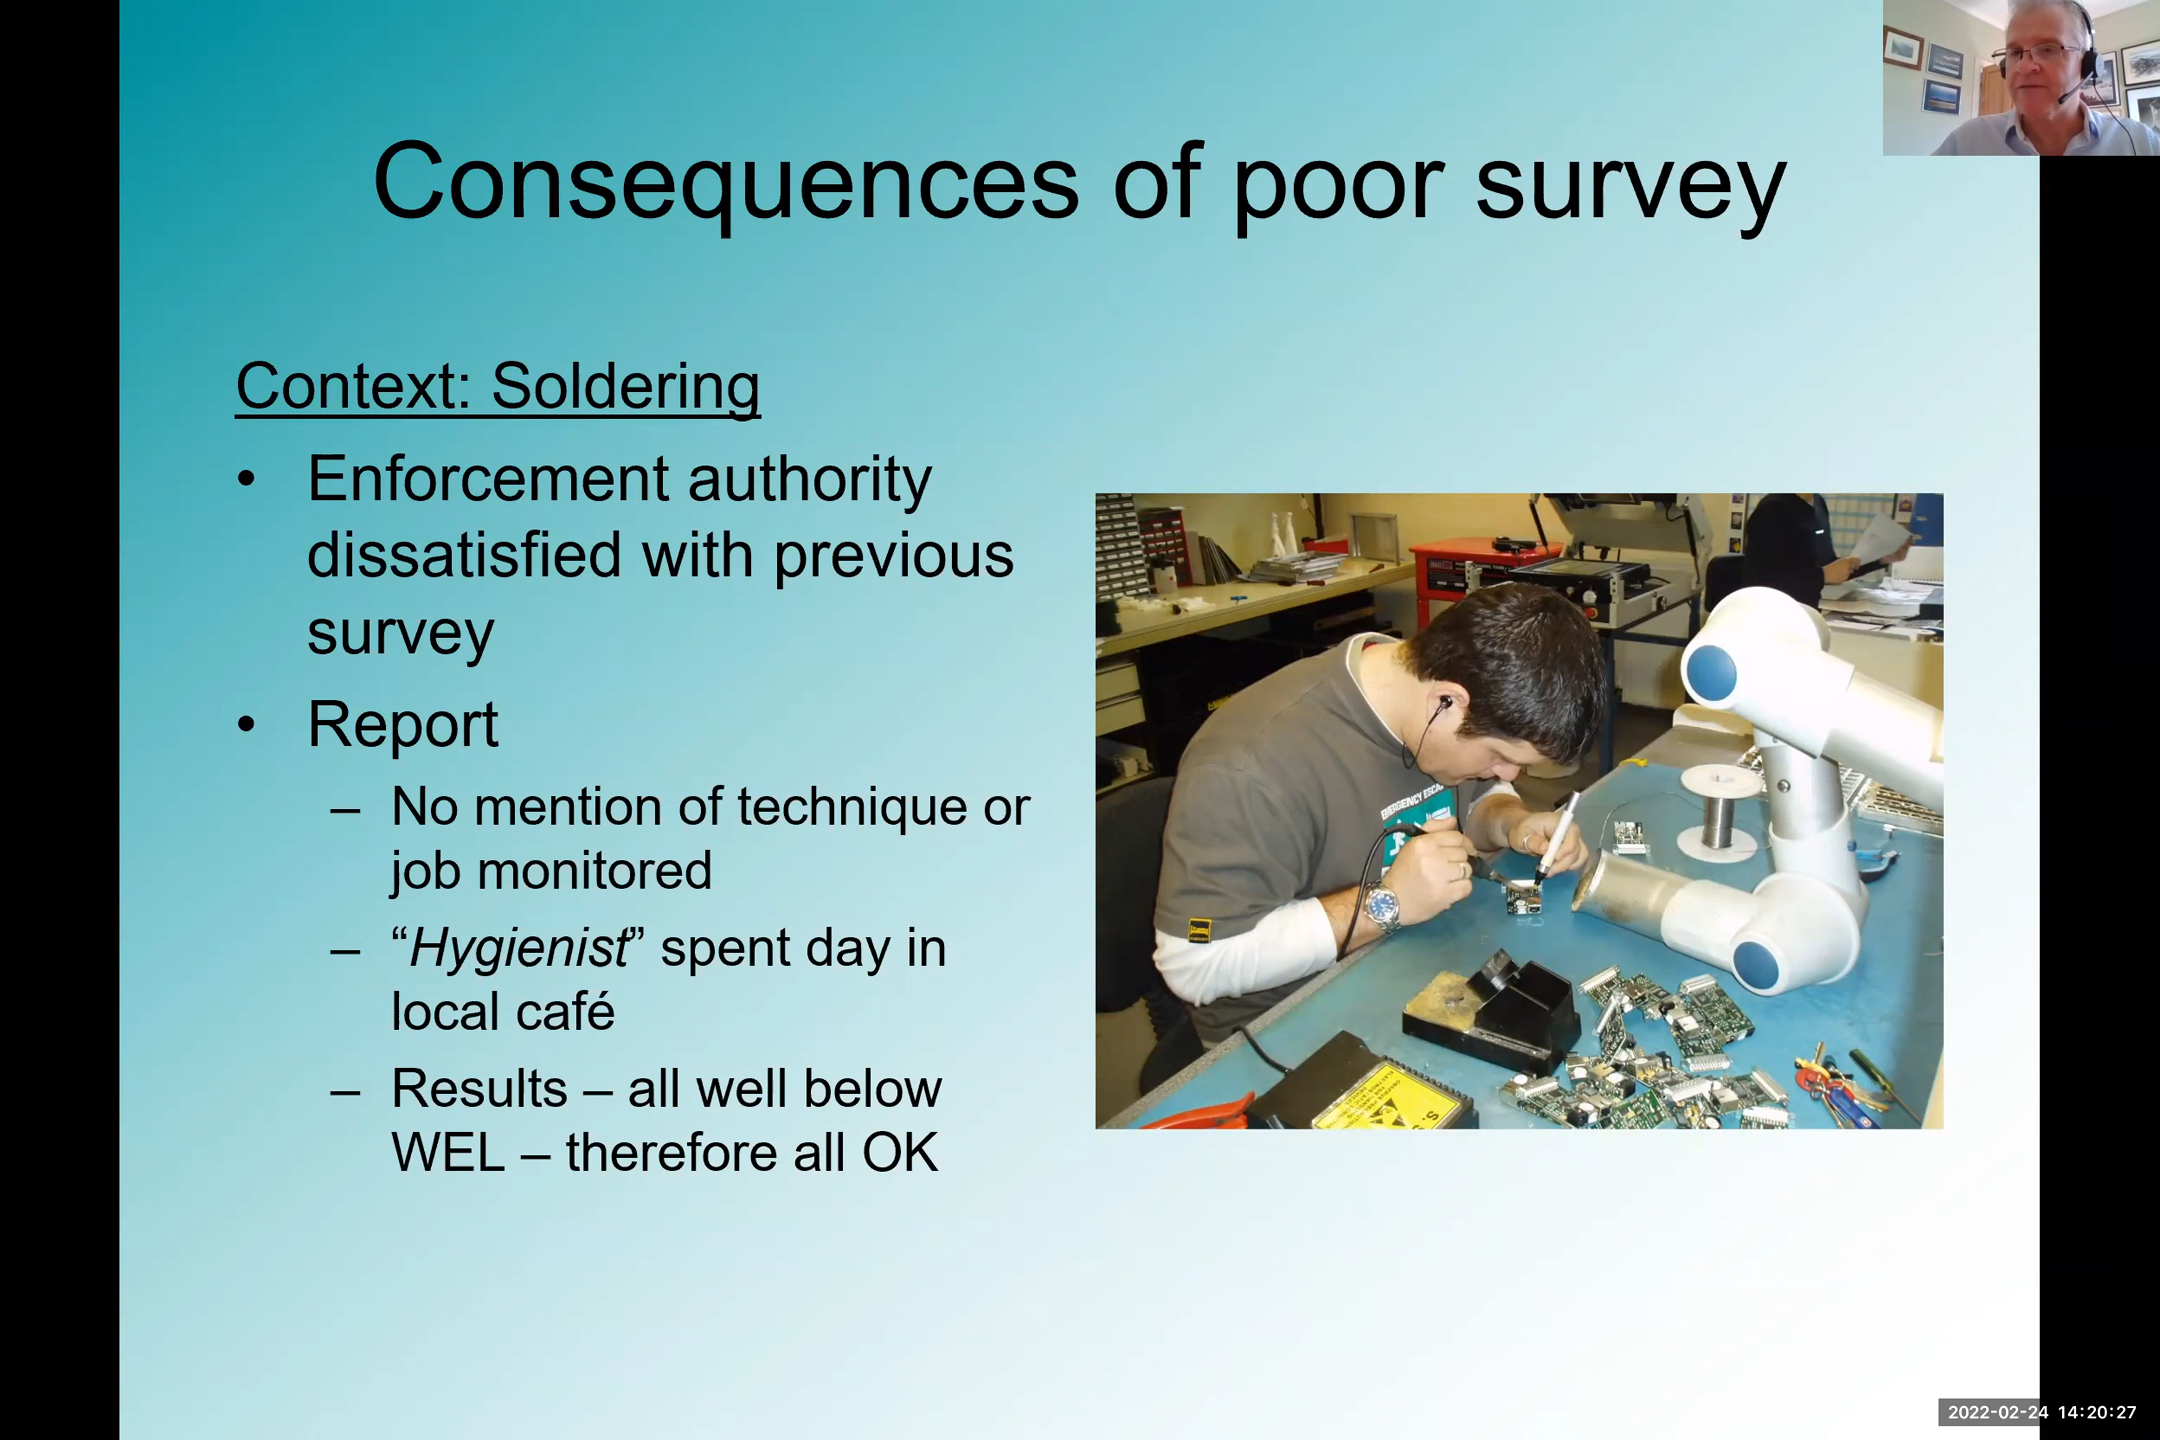 Consequences of poor survey
Context: Soldering
• Enforcement authority
dissatisfied with previous
survey
• Report
– No mention of technique or
job monitored
– “Hygienist” spent day in
local café
– Results – all well below
WEL – therefore all OK
EMERGENCY ESCA
2022-02-24 14:20:27